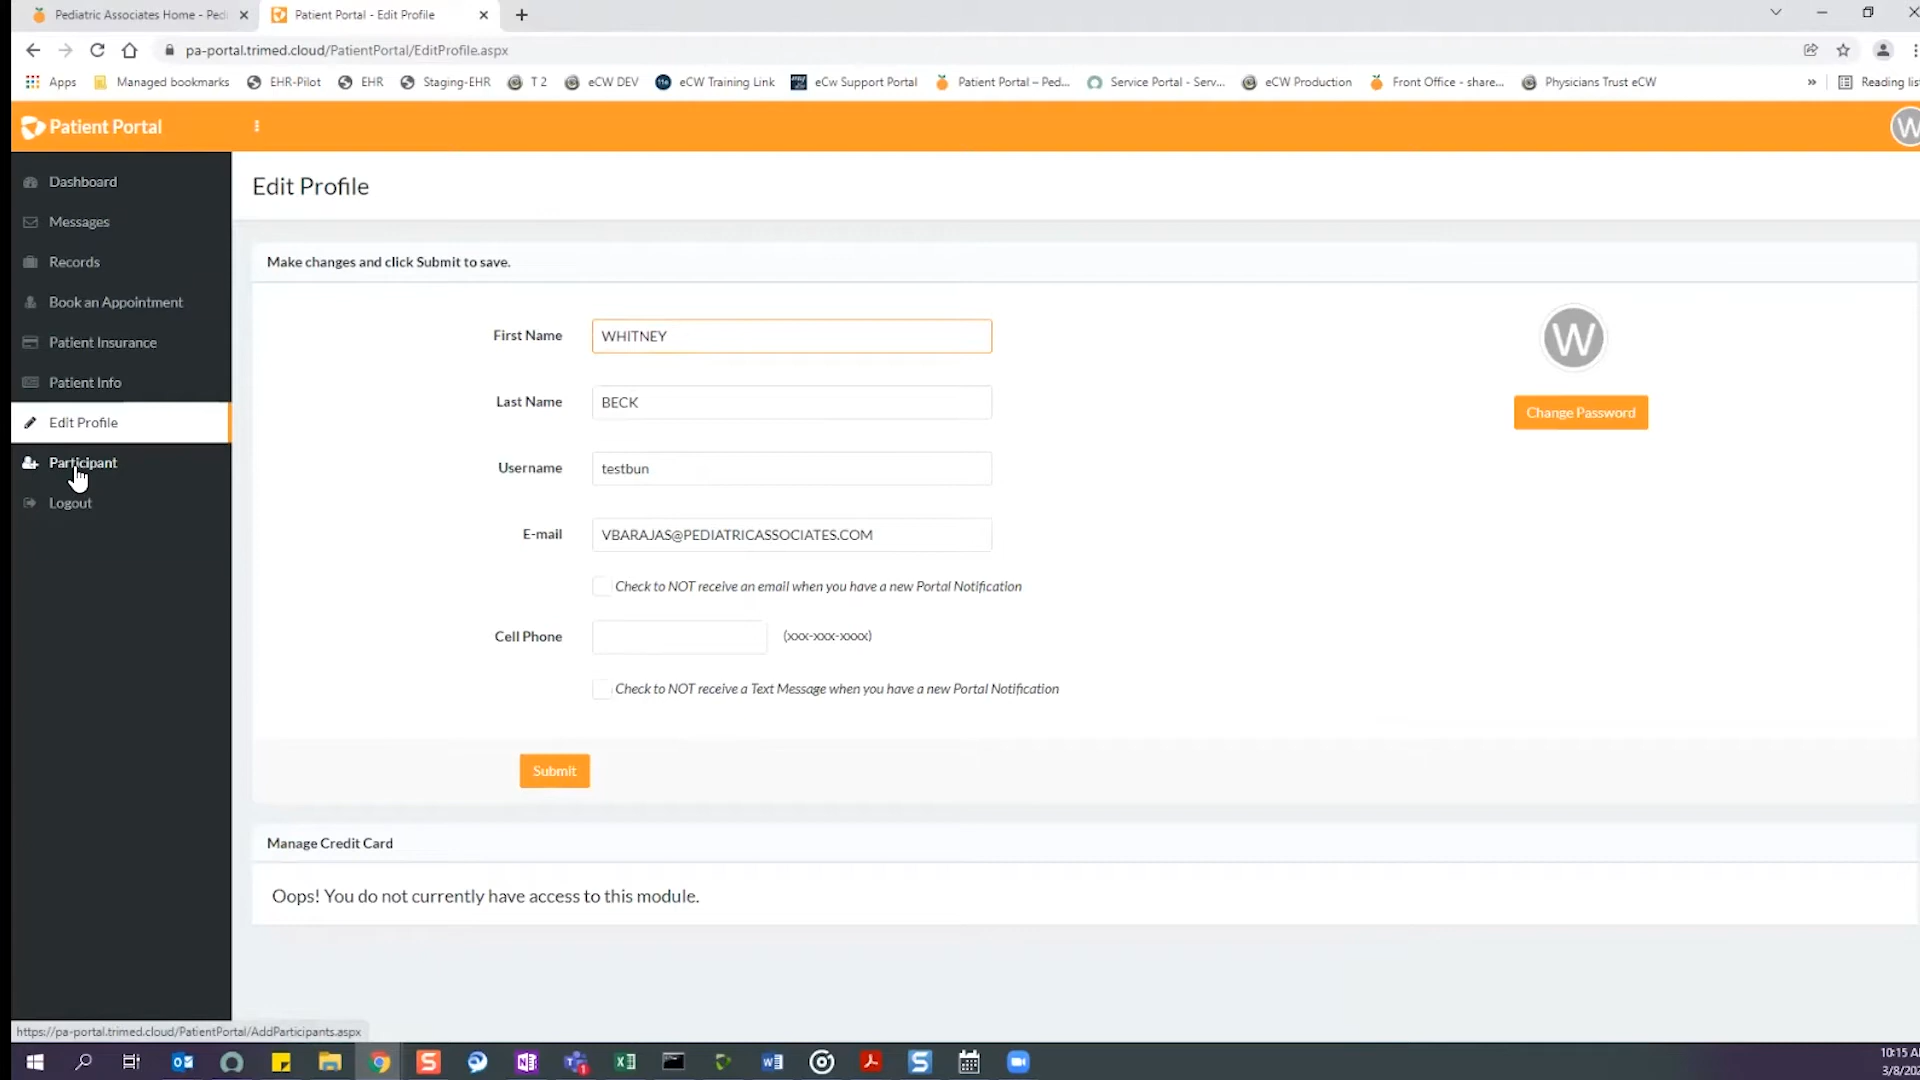 Pediatric Associates Home - Pedi
Patient Portal - Edit Profile
pa-portal.trimed.cloud/PatientPortal/EditProfile.aspx
Apps Managed bookmarks EHR-Pilot EHR Staging-EHR T 2 eCW DEV eCW Training Link eCw Support Portal Patient Portal – Ped... Service Portal - Serv... eCW Production Front Office - share... Physicians Trust eCW » Reading list
Patient Portal
W
Dashboard
Messages
Records
Book an Appointment
Patient Insurance
Patient Info
Edit Profile
Participant
Logout
Edit Profile
Make changes and click Submit to save.
First Name WHITNEY
Last Name BECK
Username testbun
E-mail VBARAJAS@PEDIATRICASSOCIATES.COM
Check to NOT receive an email when you have a new Portal Notification
Cell Phone (xxx-xxx-xxxx)
Check to NOT receive a Text Message when you have a new Portal Notification
W
Change Password
Submit
Manage Credit Card
Oops! You do not currently have access to this module.
https://pa-portal.trimed.cloud/PatientPortal/AddParticipants.aspx
10:15 A
3/8/202